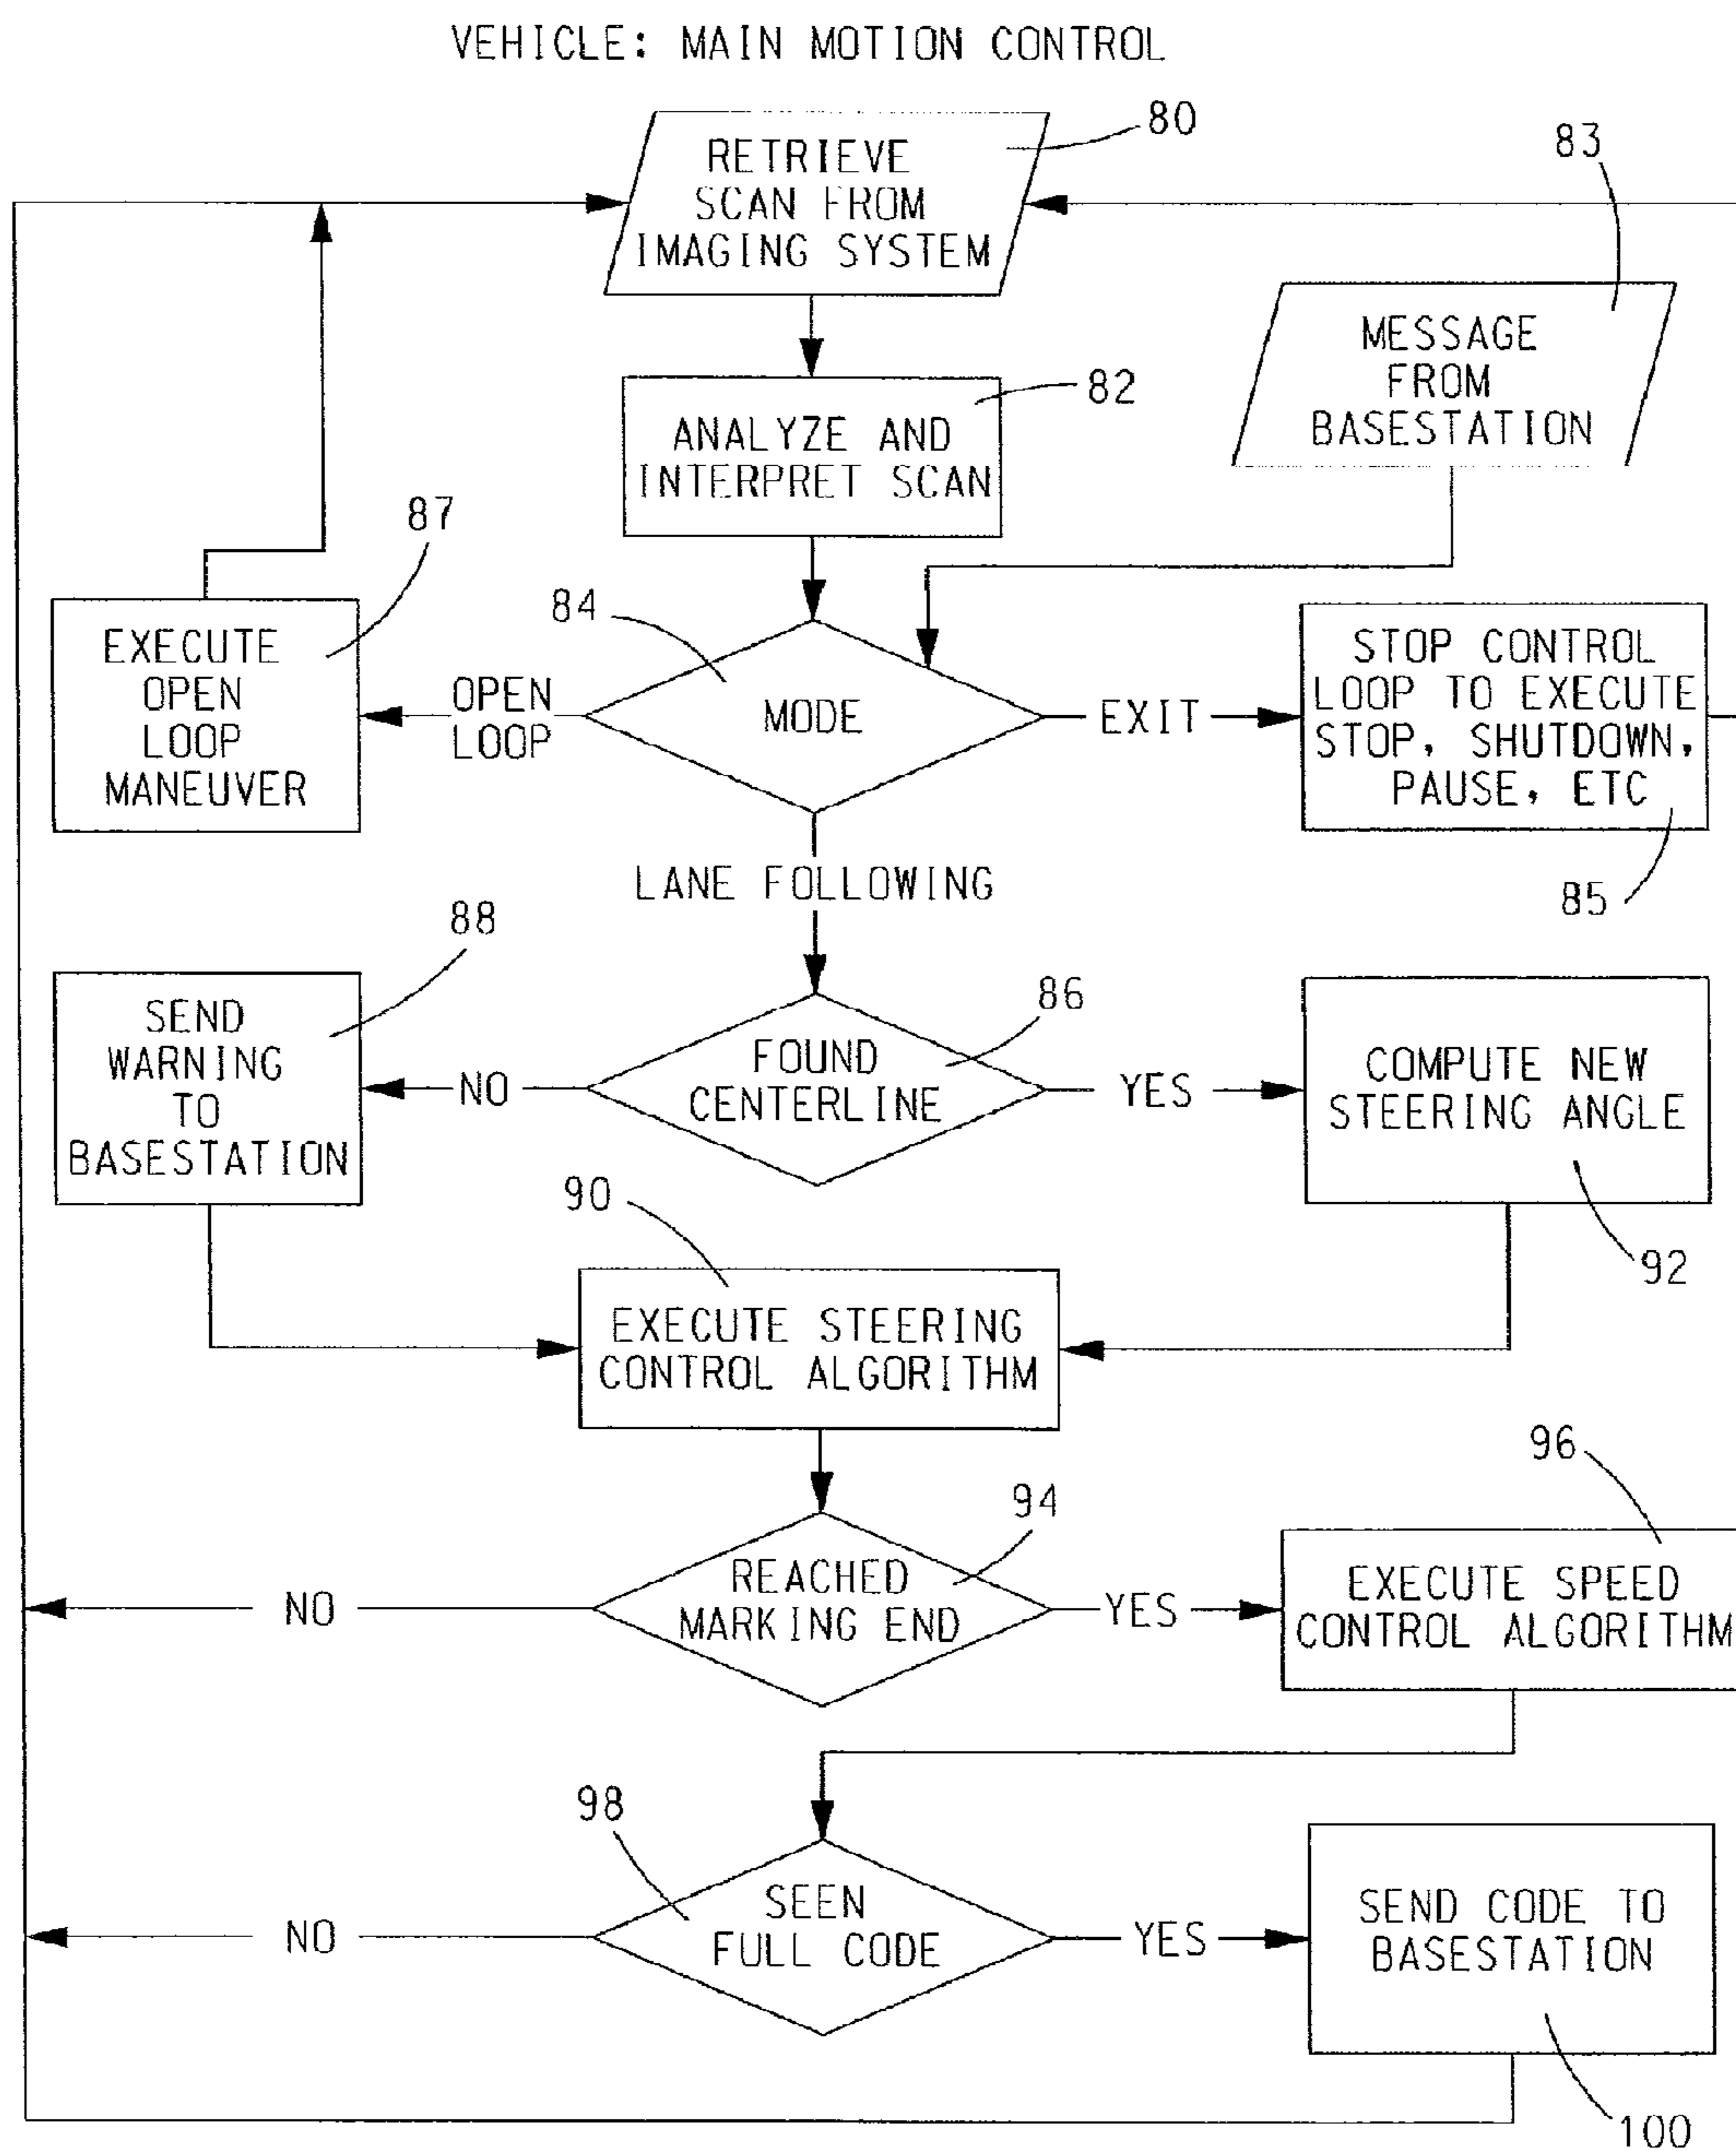 VEHICLE: MAIN MOTION CONTROL
80
RETRIEVE
SCAN FROM
IMAGING SYSTEM
83
MESSAGE
FROM
BASESTATION
82
ANALYZE AND
INTERPRET SCAN
87
EXECUTE
OPEN
LOOP
MANEUVER
OPEN
LOOP
84
MODE
EXIT
STOP CONTROL
LOOP TO EXECUTE
STOP, SHUTDOWN,
PAUSE, ETC
85
LANE FOLLOWING
88
SEND
WARNING
TO
BASESTATION
NO
86
FOUND
CENTERLINE
YES
COMPUTE NEW
STEERING ANGLE
92
90
EXECUTE STEERING
CONTROL ALGORITHM
94
REACHED
MARKING END
NO
YES
96
EXECUTE SPEED
CONTROL ALGORITHM
98
SEEN
FULL CODE
NO
YES
SEND CODE TO
BASESTATION
100